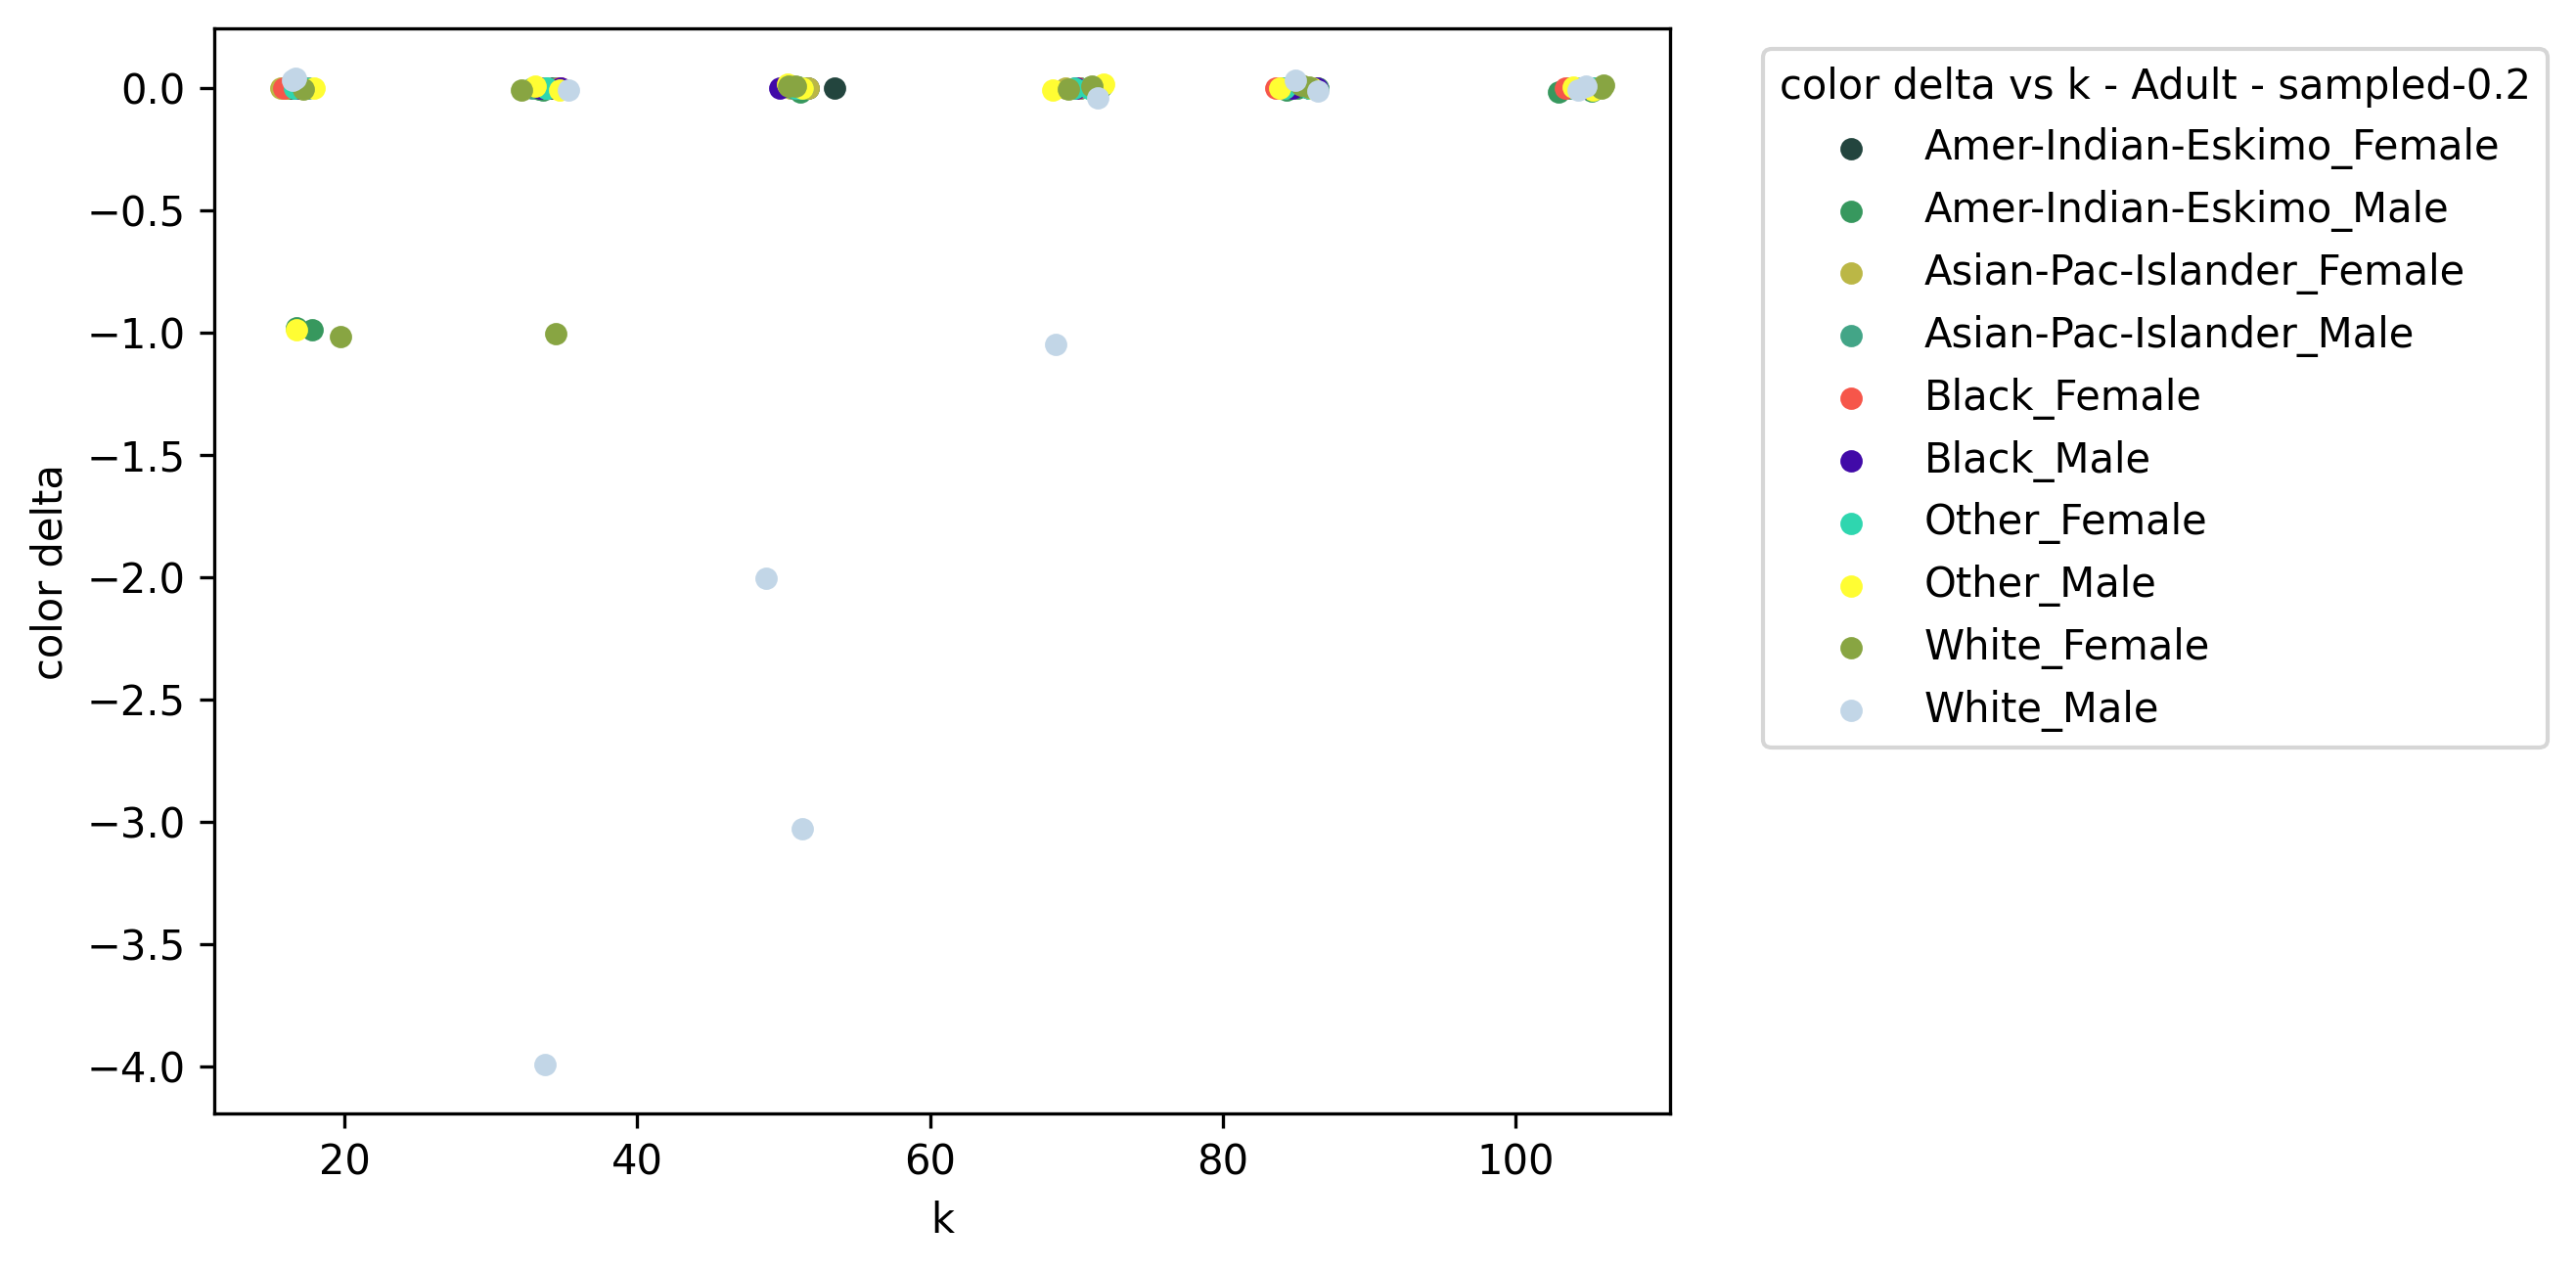 0.0
−0.5
−1.0
−1.5
−2.0
−2.5
−3.0
−3.5
−4.0
color delta
20 40 60 80 100
k
color delta vs k - Adult - sampled-0.2
Amer-Indian-Eskimo_Female
Amer-Indian-Eskimo_Male
Asian-Pac-Islander_Female
Asian-Pac-Islander_Male
Black_Female
Black_Male
Other_Female
Other_Male
White_Female
White_Male